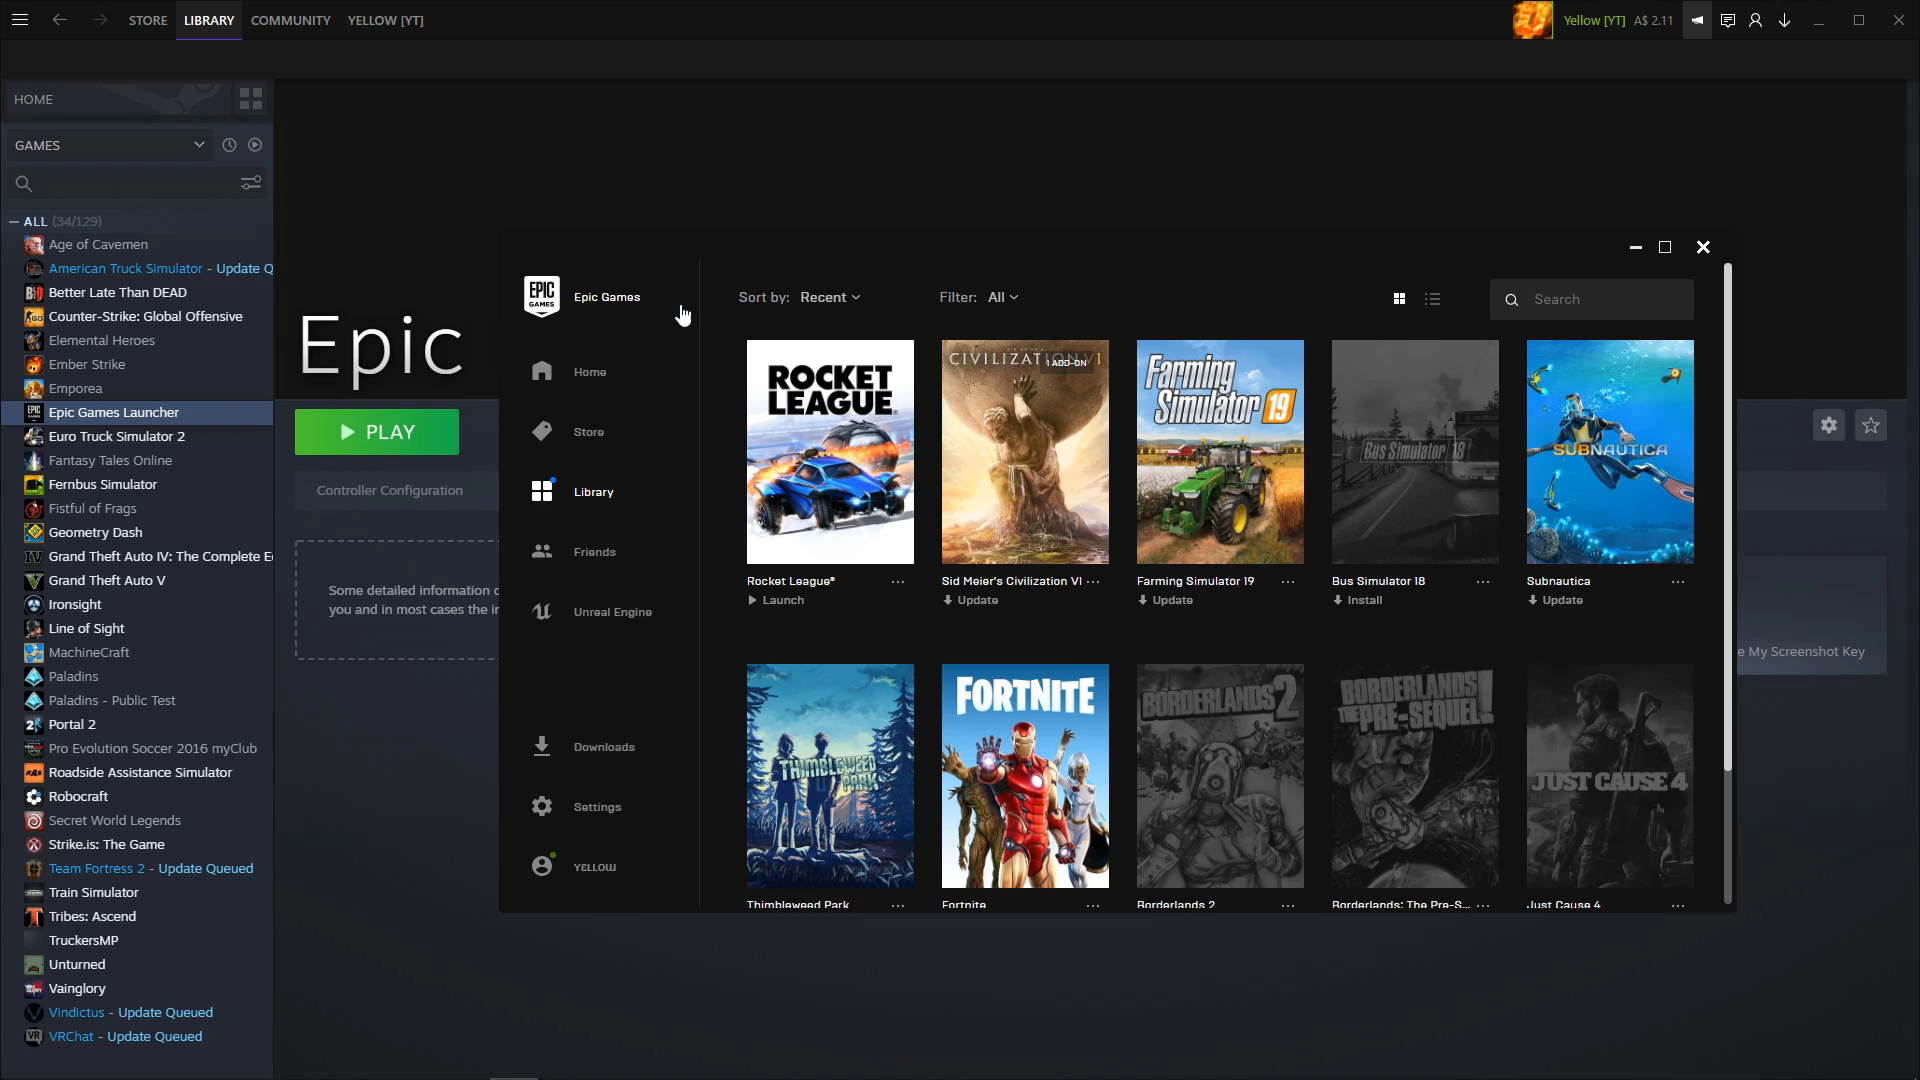 STORE
LIBRARY
COMMUNITY
YELLOW [YT]
Yellow [YT] A$ 2.11
HOME
GAMES
ALL (34/129)
Age of Cavemen
American Truck Simulator - Update Q
Better Late Than DEAD
Counter-Strike: Global Offensive
Elemental Heroes
Ember Strike
Emporea
Epic Games Launcher
Euro Truck Simulator 2
Fantasy Tales Online
Fernbus Simulator
Fistful of Frags
Geometry Dash
Grand Theft Auto IV: The Complete E
Grand Theft Auto V
Ironsight
Line of Sight
MachineCraft
Paladins
Paladins - Public Test
Portal 2
Pro Evolution Soccer 2016 myClub
Roadside Assistance Simulator
Robocraft
Secret World Legends
Strike.is: The Game
Team Fortress 2 - Update Queued
Train Simulator
Tribes: Ascend
TruckersMP
Unturned
Vainglory
Vindictus - Update Queued
VRChat - Update Queued
Epic
PLAY
Controller Configuration
Some detailed information
you and in most cases the
EPIC
GAMES
Epic Games
Home
Store
Library
Friends
Unreal Engine
Downloads
Settings
YELLOW
Sort by: Recent
Filter: All
Search
ROCKET
LEAGUE
CIVILIZATION VI
1 ADD-ON
Farming
Simulator 19
Bus Simulator 18
SUBNAUTICA
Rocket League®
Launch
Sid Meier's Civilization VI
Update
Farming Simulator 19
Update
Bus Simulator 18
Install
Subnautica
Update
THIMBLEWEED
PARK
FORTNITE
BORDERLANDS 2
BORDERLANDS
THE PRE-SEQUEL!
JUST CAUSE 4
Thimbleweed Park
Fortnite
Borderlands 2
Borderlands: The Pre-S...
Just Cause 4
e My Screenshot Key